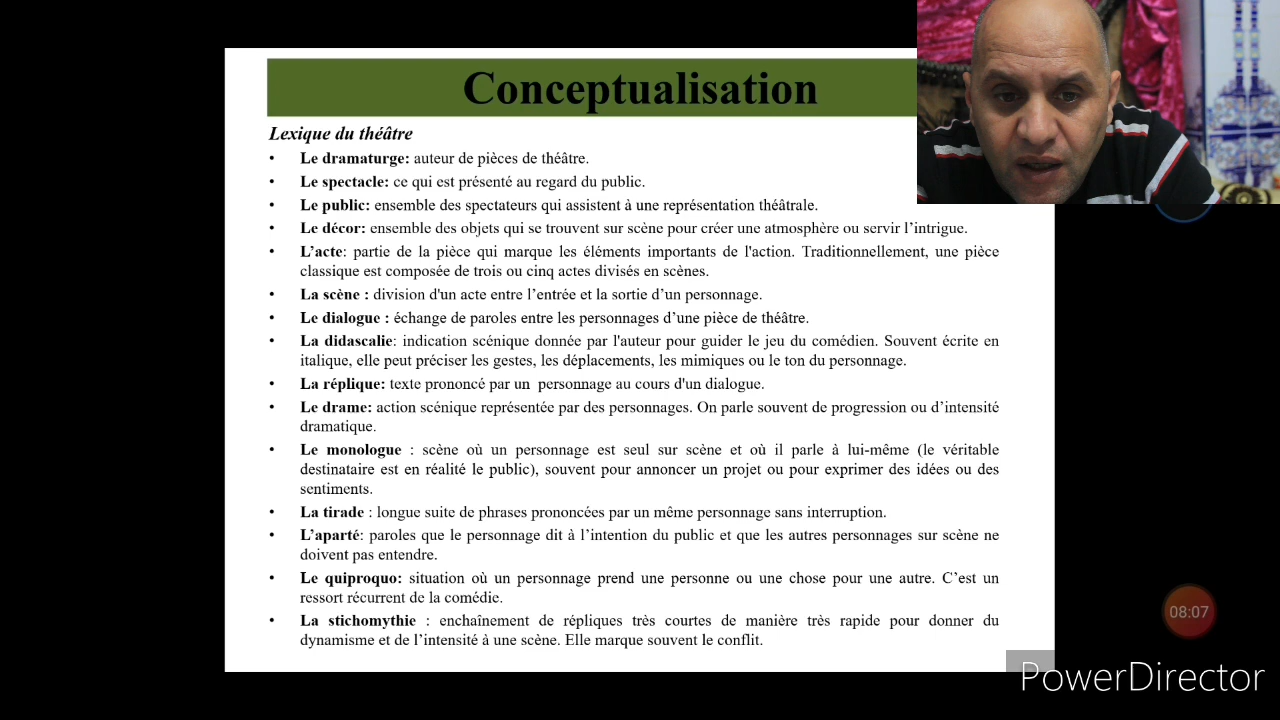 Conceptualisation
Lexique du théâtre
• Le dramaturge: auteur de pièces de théâtre.
• Le spectacle: ce qui est présenté au regard du public.
• Le public: ensemble des spectateurs qui assistent à une représentation théâtrale.
• Le décor: ensemble des objets qui se trouvent sur scène pour créer une atmosphère ou servir l’intrigue.
• L’acte: partie de la pièce qui marque les éléments importants de l'action. Traditionnellement, une pièce
classique est composée de trois ou cinq actes divisés en scènes.
• La scène : division d'un acte entre l’entrée et la sortie d’un personnage.
• Le dialogue : échange de paroles entre les personnages d’une pièce de théâtre.
• La didascalie: indication scénique donnée par l'auteur pour guider le jeu du comédien. Souvent écrite en
italique, elle peut préciser les gestes, les déplacements, les mimiques ou le ton du personnage.
• La réplique: texte prononcé par un personnage au cours d'un dialogue.
• Le drame: action scénique représentée par des personnages. On parle souvent de progression ou d’intensité
dramatique.
• Le monologue : scène où un personnage est seul sur scène et où il parle à lui-même (le véritable
destinataire est en réalité le public), souvent pour annoncer un projet ou pour exprimer des idées ou des
sentiments.
• La tirade : longue suite de phrases prononcées par un même personnage sans interruption.
• L’aparté: paroles que le personnage dit à l’intention du public et que les autres personnages sur scène ne
doivent pas entendre.
• Le quiproquo: situation où un personnage prend une personne ou une chose pour une autre. C’est un
ressort récurrent de la comédie.
• La stichomythie : enchaînement de répliques très courtes de manière très rapide pour donner du
dynamisme et de l’intensité à une scène. Elle marque souvent le conflit.
08:07
PowerDirector